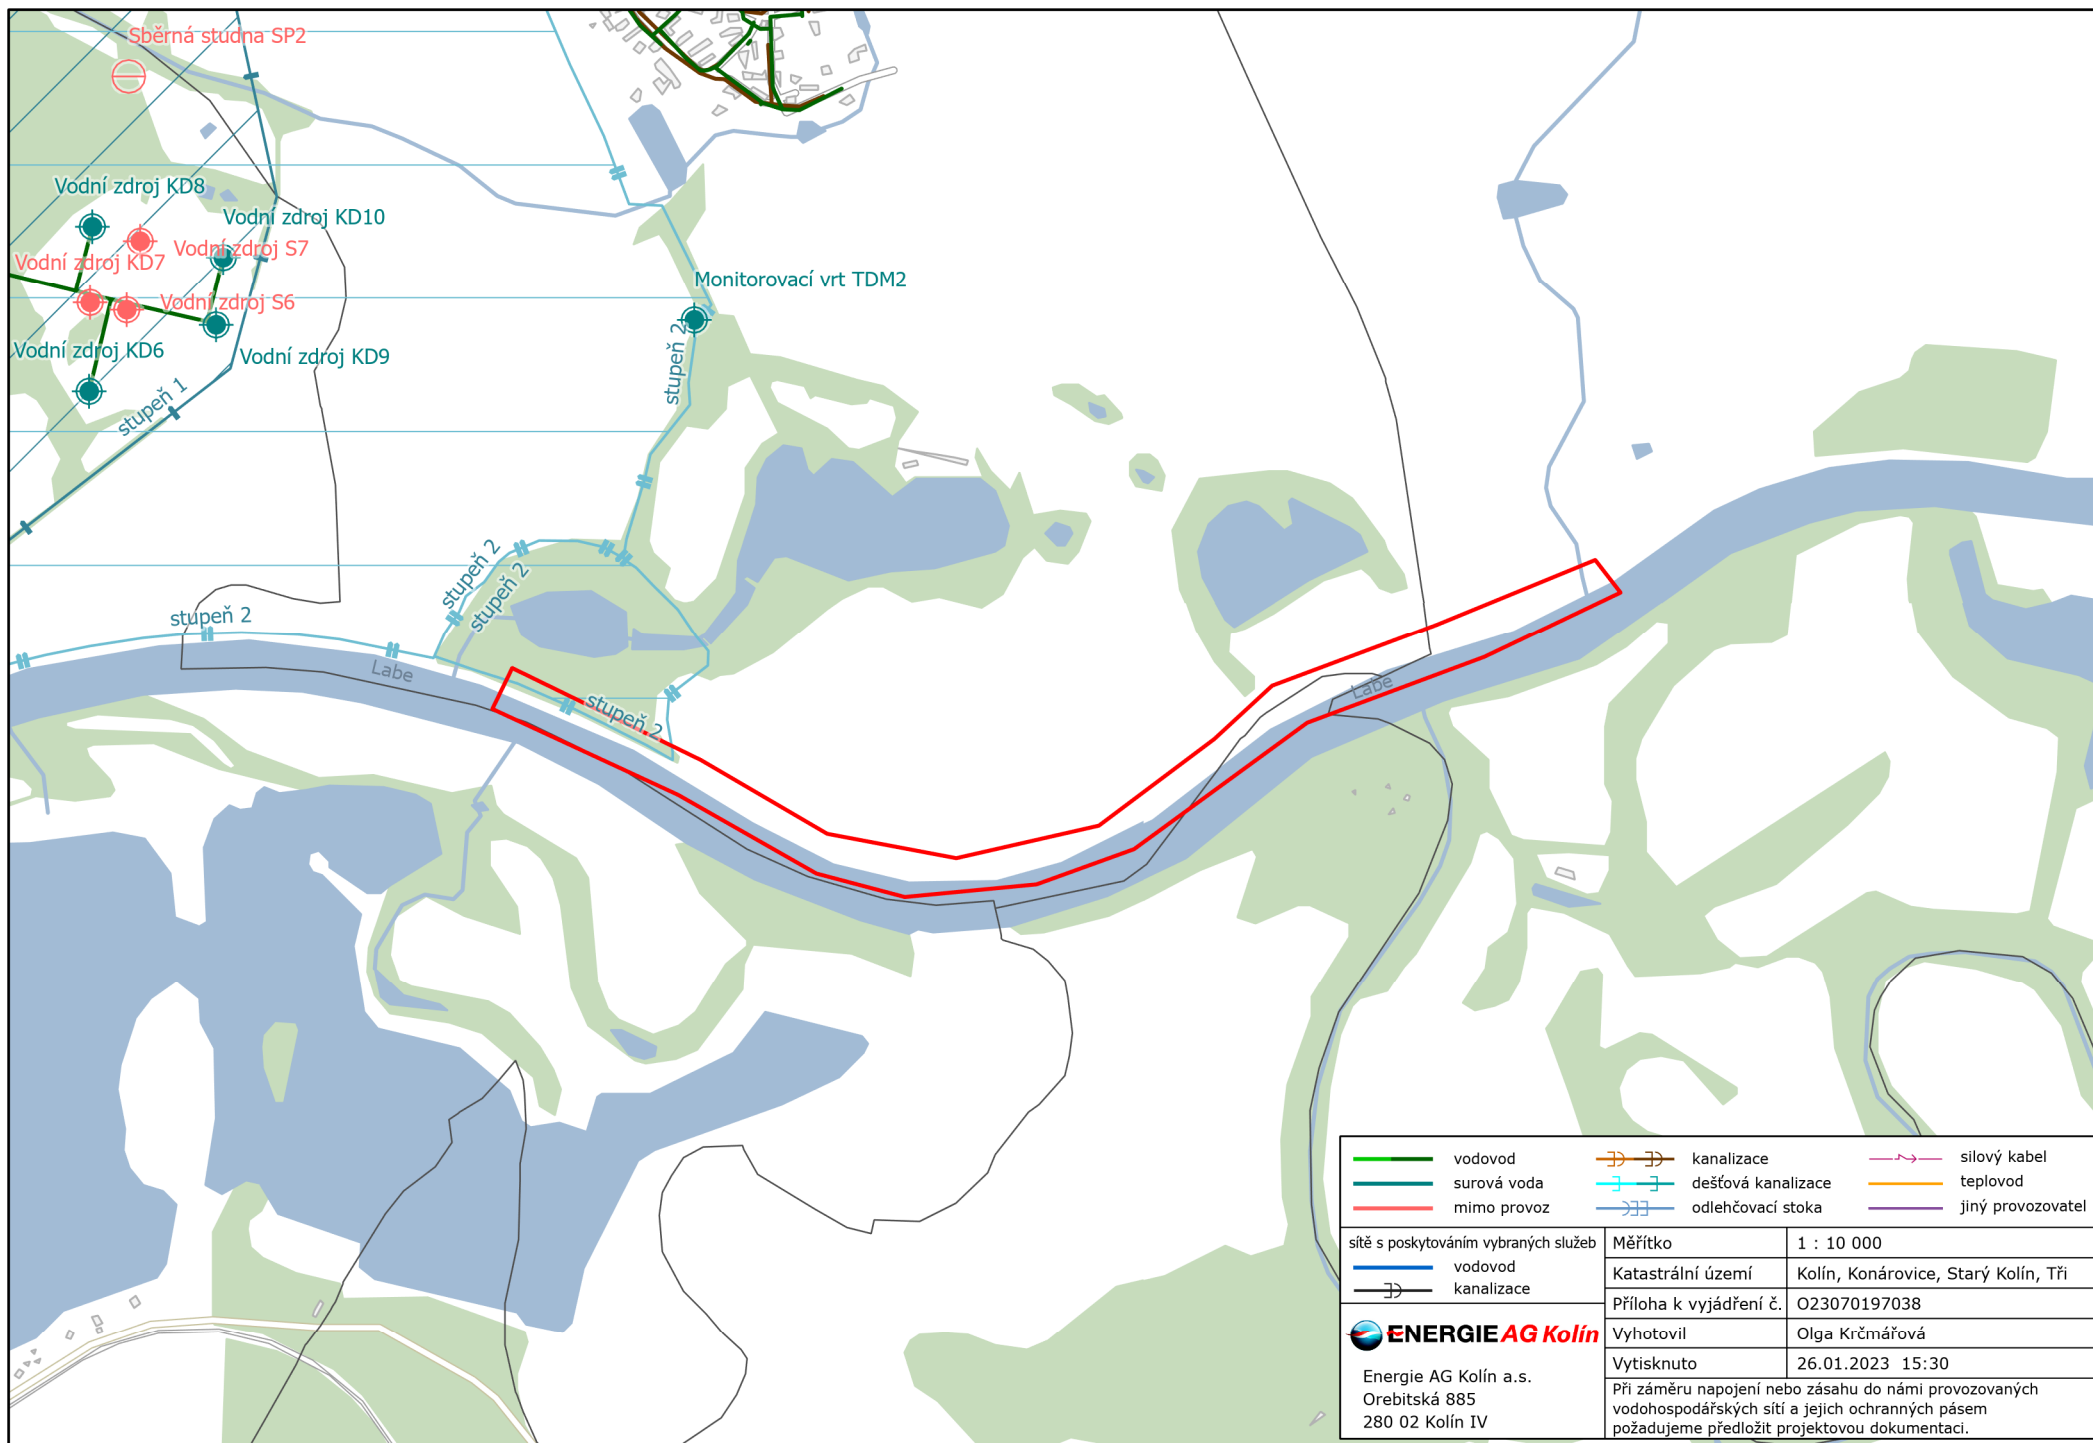 Sběrná studna SP2
Vodní zdroj KD8
Vodní zdroj KD10
Vodní zdroj S7
Vodní zdroj KD7
Vodní zdroj S6
Vodní zdroj KD6
Vodní zdroj KD9
stupeň 1
Monitorovací vrt TDM2
stupeň 2
stupeň 2
stupeň 2
stupeň 2
Labe
stupeň 2
Labe
vodovod
kanalizace
silový kabel
surová voda
dešťová kanalizace
teplovod
mimo provoz
odlehčovací stoka
jiný provozovatel
sítě s poskytováním vybraných služeb
vodovod
kanalizace
Měřítko
1 : 10 000
Katastrální území
Kolín, Konárovice, Starý Kolín, Tři
Příloha k vyjádření č.
O23070197038
Vyhotovil
Olga Krčmářová
Vytisknuto
26.01.2023 15:30
ENERGIE AG Kolín
Energie AG Kolín a.s.
Orebitská 885
280 02 Kolín IV
Při záměru napojení nebo zásahu do námi provozovaných
vodohospodářských sítí a jejich ochranných pásem
požadujeme předložit projektovou dokumentaci.